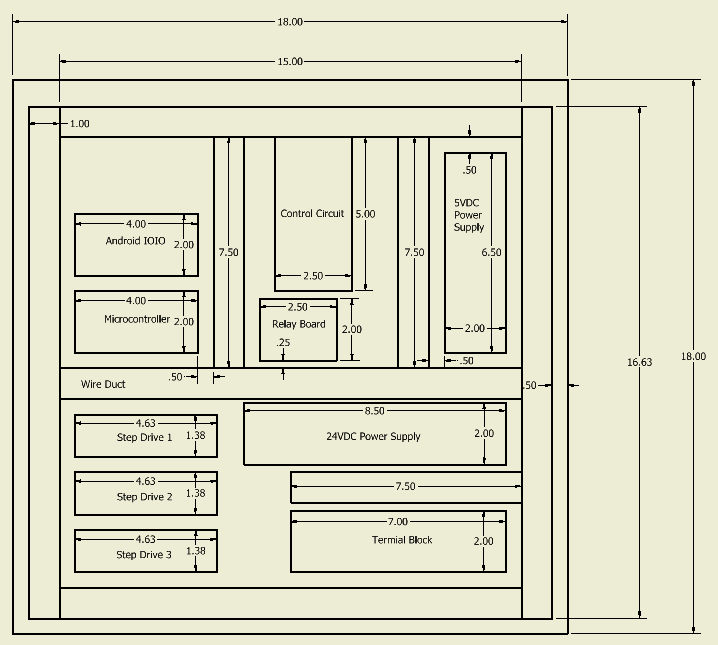 18.00
15.00
1.00
.50
Control Circuit
5.00
5VDC
Power
Supply
4.00
Android IOIO
2.00
7.50
7.50
6.50
2.50
4.00
Microcontroller
2.00
2.50
Relay Board
2.00
.25
2.00
.50
.50
16.63
18.00
Wire Duct
.50
8.50
4.63
Step Drive 1
1.38
24VDC Power Supply
2.00
4.63
Step Drive 2
1.38
7.50
7.00
4.63
Step Drive 3
1.38
Termial Block
2.00